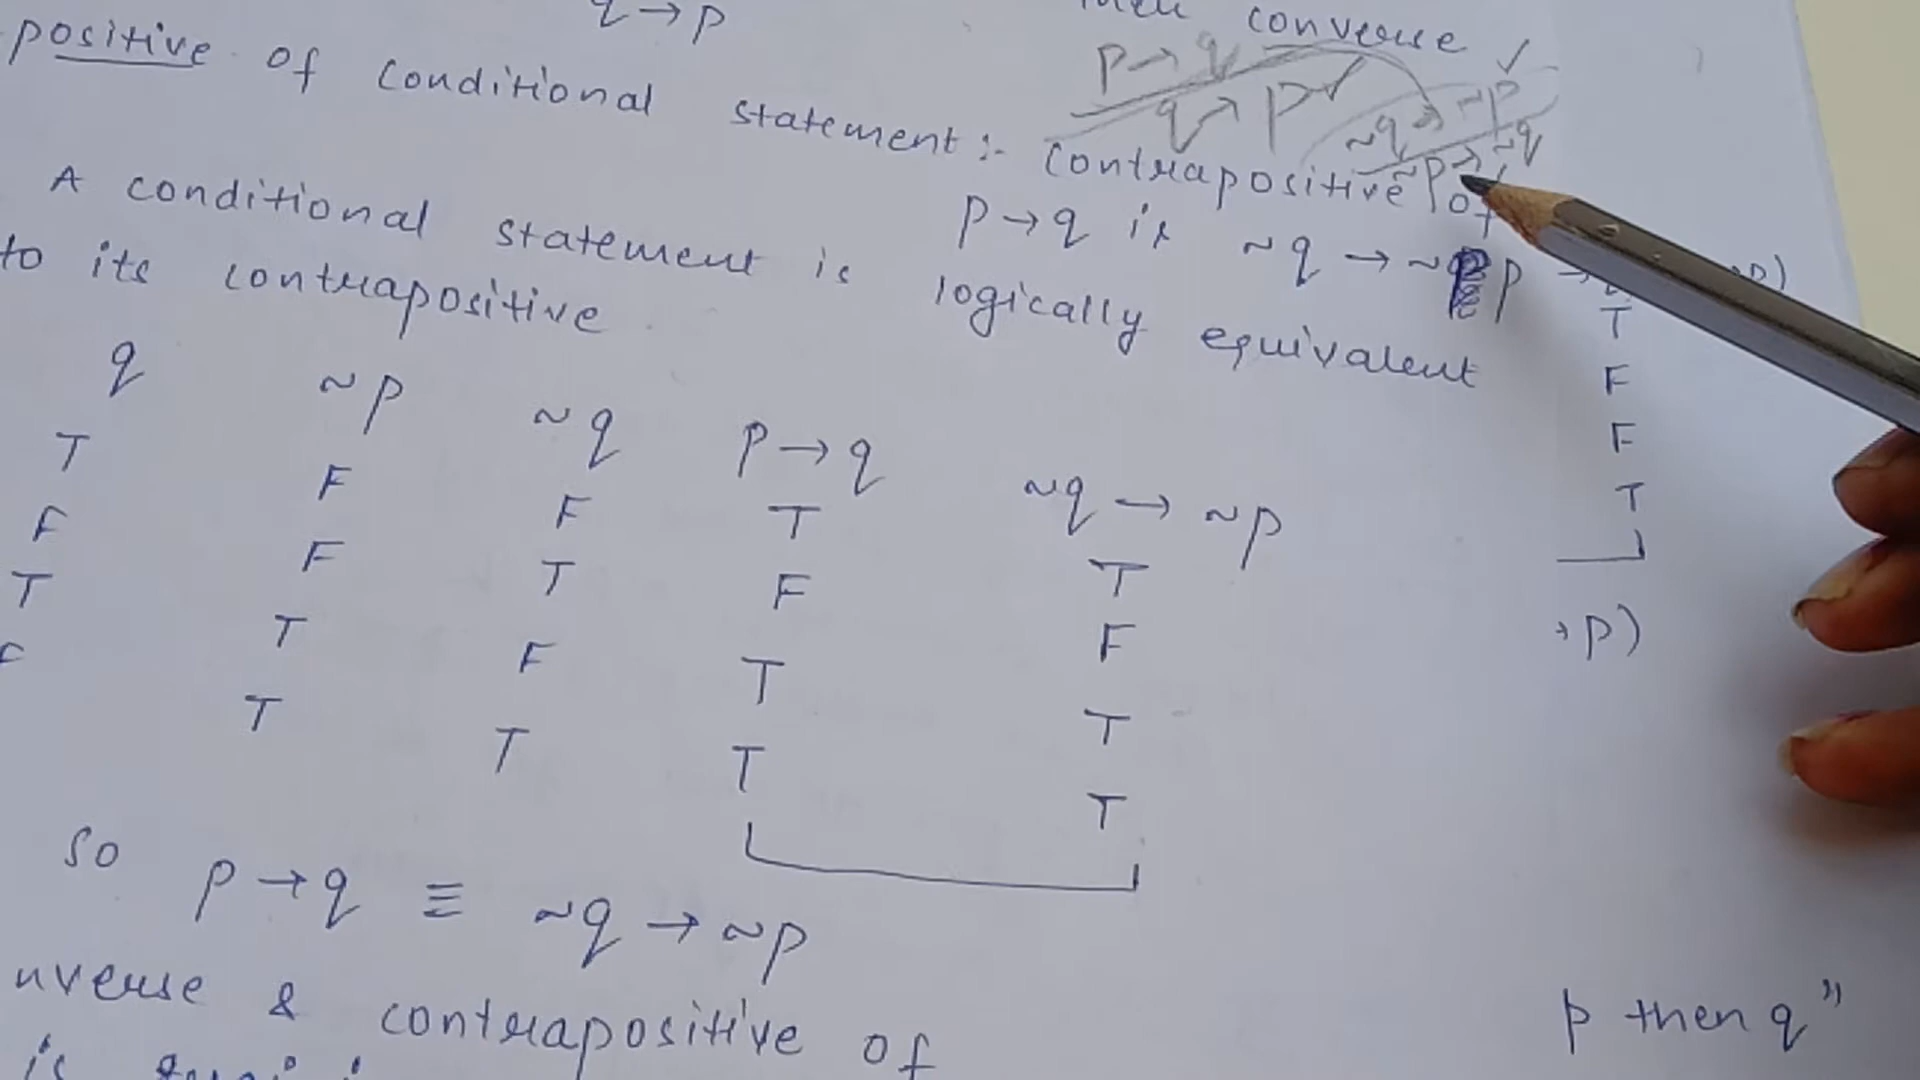 q → p
converse ✓
p → q
q → p ✓
~q → ~p
~p → ~q
positive of conditional statement :- contrapositive of
p → q is ~q → ~p
A conditional statement is logically equivalent
to its contrapositive.
q ~p ~q p → q ~q → ~p
T F F T T
F F T F F
T T F T T
F T T T T
p)
T
F
F
T
→ p)
so p → q ≡ ~q → ~p
nverse & contrapositive of
is
p then q"